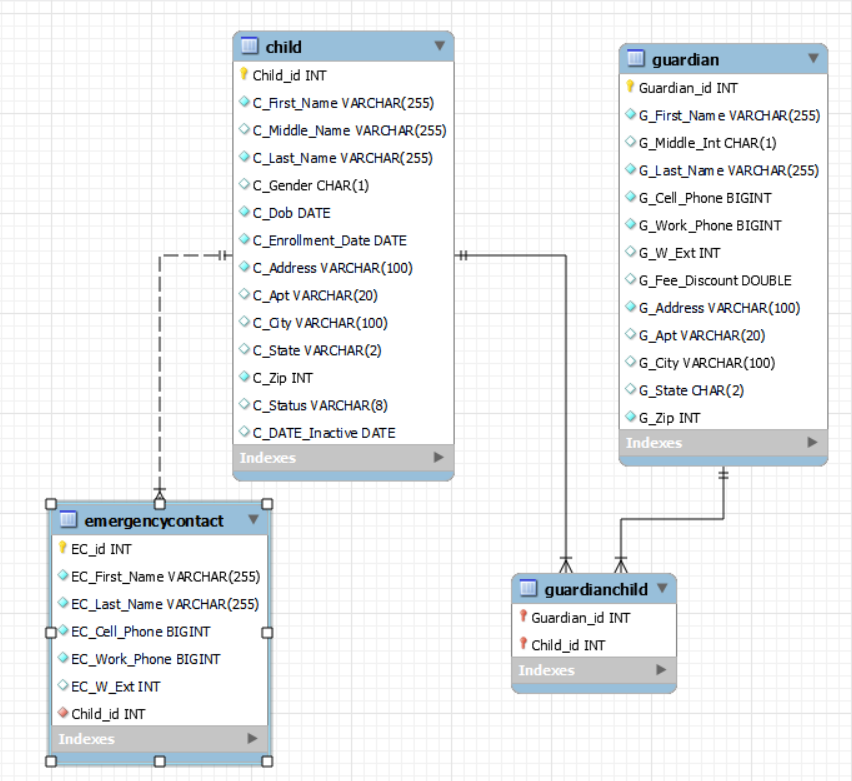 child
Child_id INT
C_First_Name VARCHAR(255)
C_Middle_Name VARCHAR(255)
C_Last_Name VARCHAR(255)
C_Gender CHAR(1)
C_Dob DATE
C_Enrollment_Date DATE
C_Address VARCHAR(100)
C_Apt VARCHAR(20)
C_City VARCHAR(100)
C_State VARCHAR(2)
C_Zip INT
C_Status VARCHAR(8)
C_DATE_Inactive DATE
Indexes
guardian
Guardian_id INT
G_First_Name VARCHAR(255)
G_Middle_Int CHAR(1)
G_Last_Name VARCHAR(255)
G_Cell_Phone BIGINT
G_Work_Phone BIGINT
G_W_Ext INT
G_Fee_Discount DOUBLE
G_Address VARCHAR(100)
G_Apt VARCHAR(20)
G_City VARCHAR(100)
G_State CHAR(2)
G_Zip INT
Indexes
emergencycontact
EC_id INT
EC_First_Name VARCHAR(255)
EC_Last_Name VARCHAR(255)
EC_Cell_Phone BIGINT
EC_Work_Phone BIGINT
EC_W_Ext INT
Child_id INT
Indexes
guardianchild
Guardian_id INT
Child_id INT
Indexes